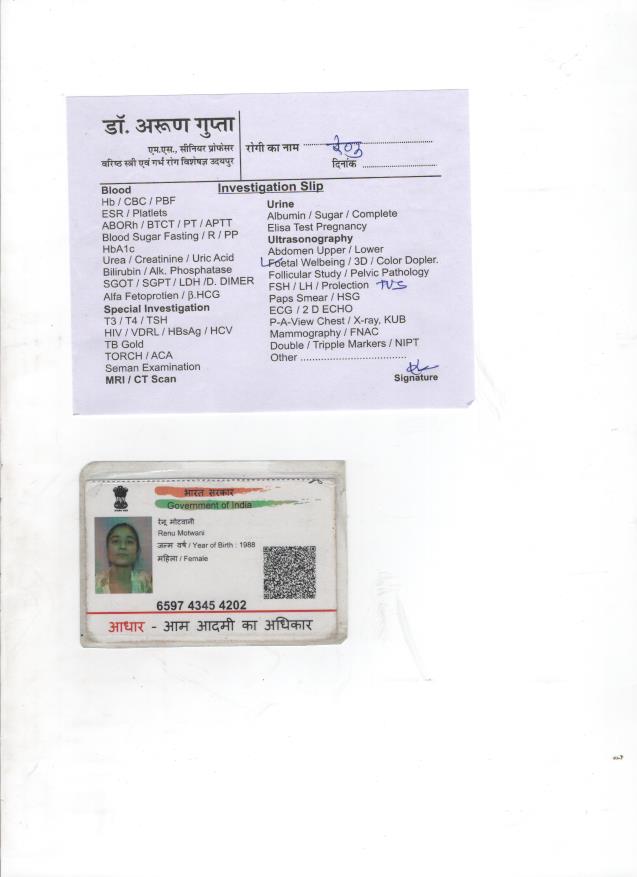 डॉ. अरूण गुप्ता
एम.एस., सीनियर प्रोफेसर
वरिष्ठ स्त्री एवं गर्भ रोग विशेषज्ञ उदयपुर
रोगी का नाम रेनु
दिनांक
Investigation Slip
Blood
Hb / CBC / PBF
ESR / Platlets
ABORh / BTCT / PT / APTT
Blood Sugar Fasting / R / PP
HbA1c
Urea / Creatinine / Uric Acid
Bilirubin / Alk. Phosphatase
SGOT / SGPT / LDH /D. DIMER
Alfa Fetoprotien / β.HCG
Special Investigation
T3 / T4 / TSH
HIV / VDRL / HBsAg / HCV
TB Gold
TORCH / ACA
Seman Examination
MRI / CT Scan
Urine
Albumin / Sugar / Complete
Elisa Test Pregnancy
Ultrasonography
Abdomen Upper / Lower
Foetal Welbeing / 3D / Color Dopler.
Follicular Study / Pelvic Pathology
FSH / LH / Prolection TVS
Paps Smear / HSG
ECG / 2 D ECHO
P-A-View Chest / X-ray, KUB
Mammography / FNAC
Double / Tripple Markers / NIPT
Other ..................................
Signature
भारत सरकार
Government of India
रेनू मोटवानी
Renu Motwani
जन्म वर्ष / Year of Birth : 1988
महिला / Female
6597 4345 4202
आधार - आम आदमी का अधिकार